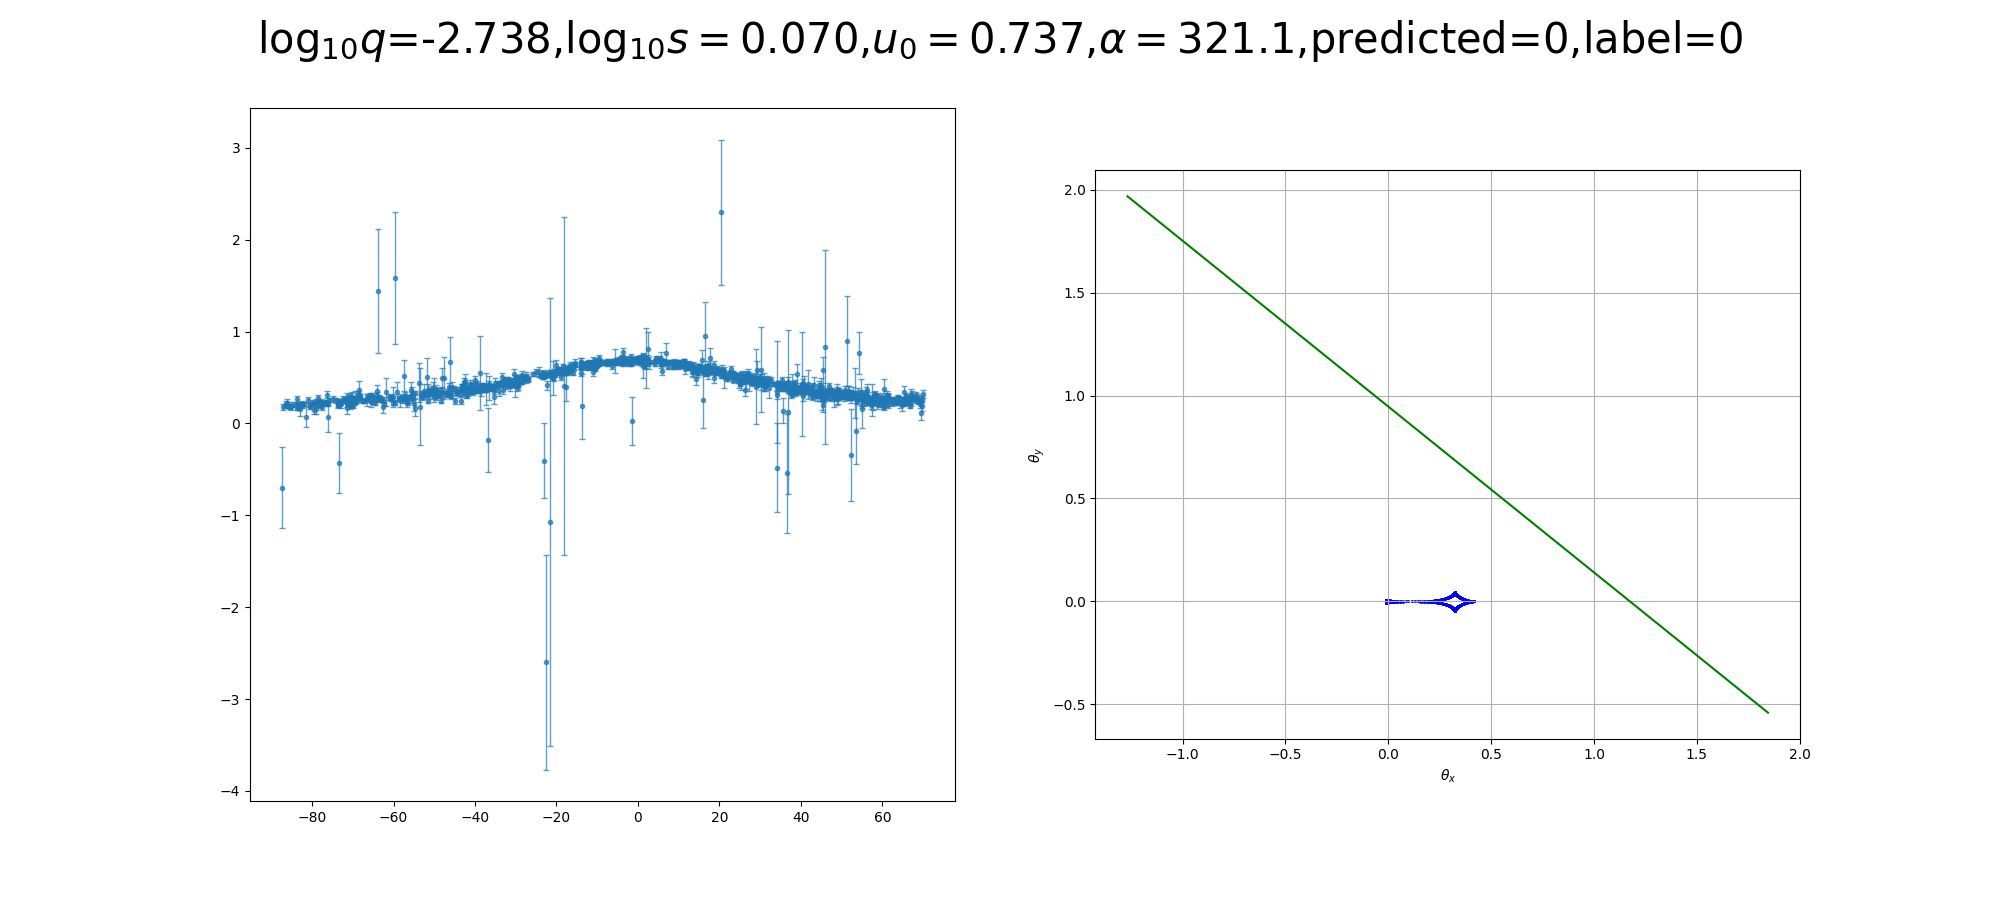 log₁₀q=-2.738,log₁₀s = 0.070,u₀ = 0.737,α = 321.1,predicted=0,label=0
3
2
1
0
−1
−2
−3
−4
−80 −60 −40 −20 0 20 40 60
2.0
1.5
1.0
0.5
0.0
−0.5
θy
−1.0 −0.5 0.0 0.5 1.0 1.5 2.0
θx